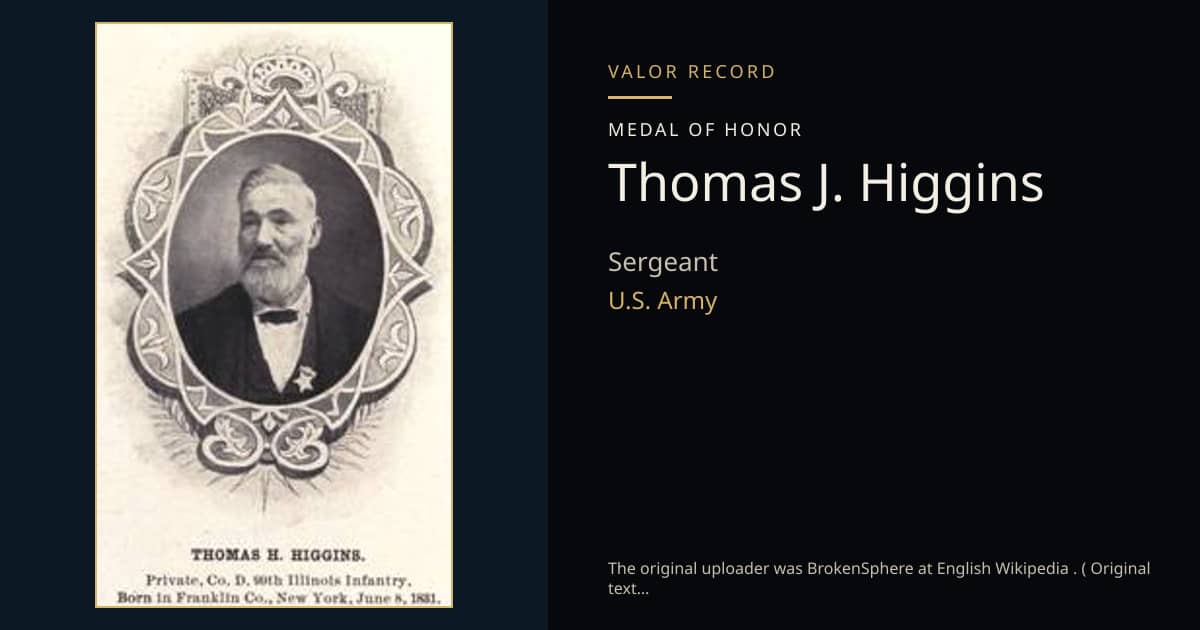 THOMAS H. HIGGINS.
Private, Co. D. 99th Illinois Infantry,
Born in Franklin Co., New York, June 8, 1831.
VALOR RECORD
MEDAL OF HONOR
Thomas J. Higgins
Sergeant
U.S. Army
The original uploader was BrokenSphere at English Wikipedia . ( Original
text...